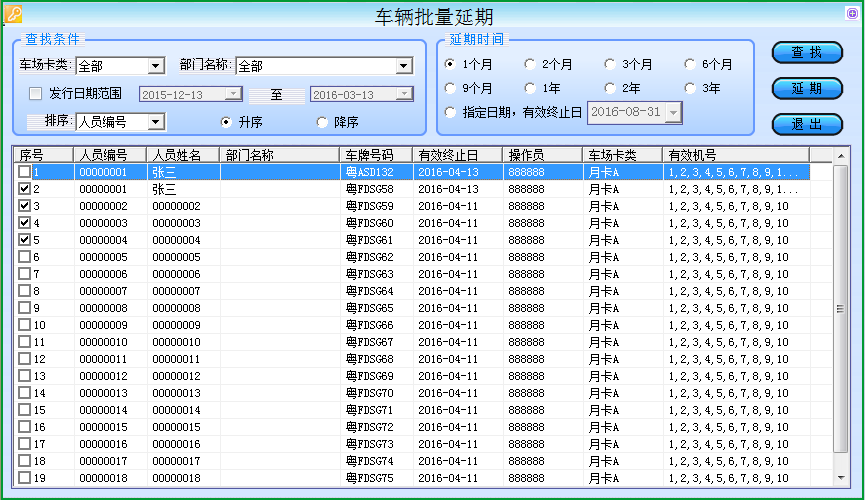 车辆批量延期
查找条件
车场卡类: 全部 部门名称: 全部
发行日期范围 2015-12-13 至 2016-03-13
排序: 人员编号 升序 降序
延期时间
1个月 2个月 3个月 6个月
9个月 1年 2年 3年
指定日期，有效终止日 2016-08-31
查 找
延 期
退 出
序号 人员编号 人员姓名 部门名称 车牌号码 有效终止日 操作员 车场卡类 有效机号
1 00000001 张三 粤ASD132 2016-04-13 888888 月卡A 1,2,3,4,5,6,7,8,9,1...
2 00000001 张三 粤FDSG58 2016-04-13 888888 月卡A 1,2,3,4,5,6,7,8,9,1...
3 00000002 00000002 粤FDSG59 2016-04-11 888888 月卡A 1,2,3,4,5,6,7,8,9,10
4 00000003 00000003 粤FDSG60 2016-04-11 888888 月卡A 1,2,3,4,5,6,7,8,9,10
5 00000004 00000004 粤FDSG61 2016-04-11 888888 月卡A 1,2,3,4,5,6,7,8,9,10
6 00000005 00000005 粤FDSG62 2016-04-11 888888 月卡A 1,2,3,4,5,6,7,8,9,10
7 00000006 00000006 粤FDSG63 2016-04-11 888888 月卡A 1,2,3,4,5,6,7,8,9,10
8 00000007 00000007 粤FDSG64 2016-04-11 888888 月卡A 1,2,3,4,5,6,7,8,9,10
9 00000008 00000008 粤FDSG65 2016-04-11 888888 月卡A 1,2,3,4,5,6,7,8,9,10
10 00000009 00000009 粤FDSG66 2016-04-11 888888 月卡A 1,2,3,4,5,6,7,8,9,10
11 00000010 00000010 粤FDSG67 2016-04-11 888888 月卡A 1,2,3,4,5,6,7,8,9,10
12 00000011 00000011 粤FDSG68 2016-04-11 888888 月卡A 1,2,3,4,5,6,7,8,9,10
13 00000012 00000012 粤FDSG69 2016-04-11 888888 月卡A 1,2,3,4,5,6,7,8,9,10
14 00000013 00000013 粤FDSG70 2016-04-11 888888 月卡A 1,2,3,4,5,6,7,8,9,10
15 00000014 00000014 粤FDSG71 2016-04-11 888888 月卡A 1,2,3,4,5,6,7,8,9,10
16 00000015 00000015 粤FDSG72 2016-04-11 888888 月卡A 1,2,3,4,5,6,7,8,9,10
17 00000016 00000016 粤FDSG73 2016-04-11 888888 月卡A 1,2,3,4,5,6,7,8,9,10
18 00000017 00000017 粤FDSG74 2016-04-11 888888 月卡A 1,2,3,4,5,6,7,8,9,10
19 00000018 00000018 粤FDSG75 2016-04-11 888888 月卡A 1,2,3,4,5,6,7,8,9,10